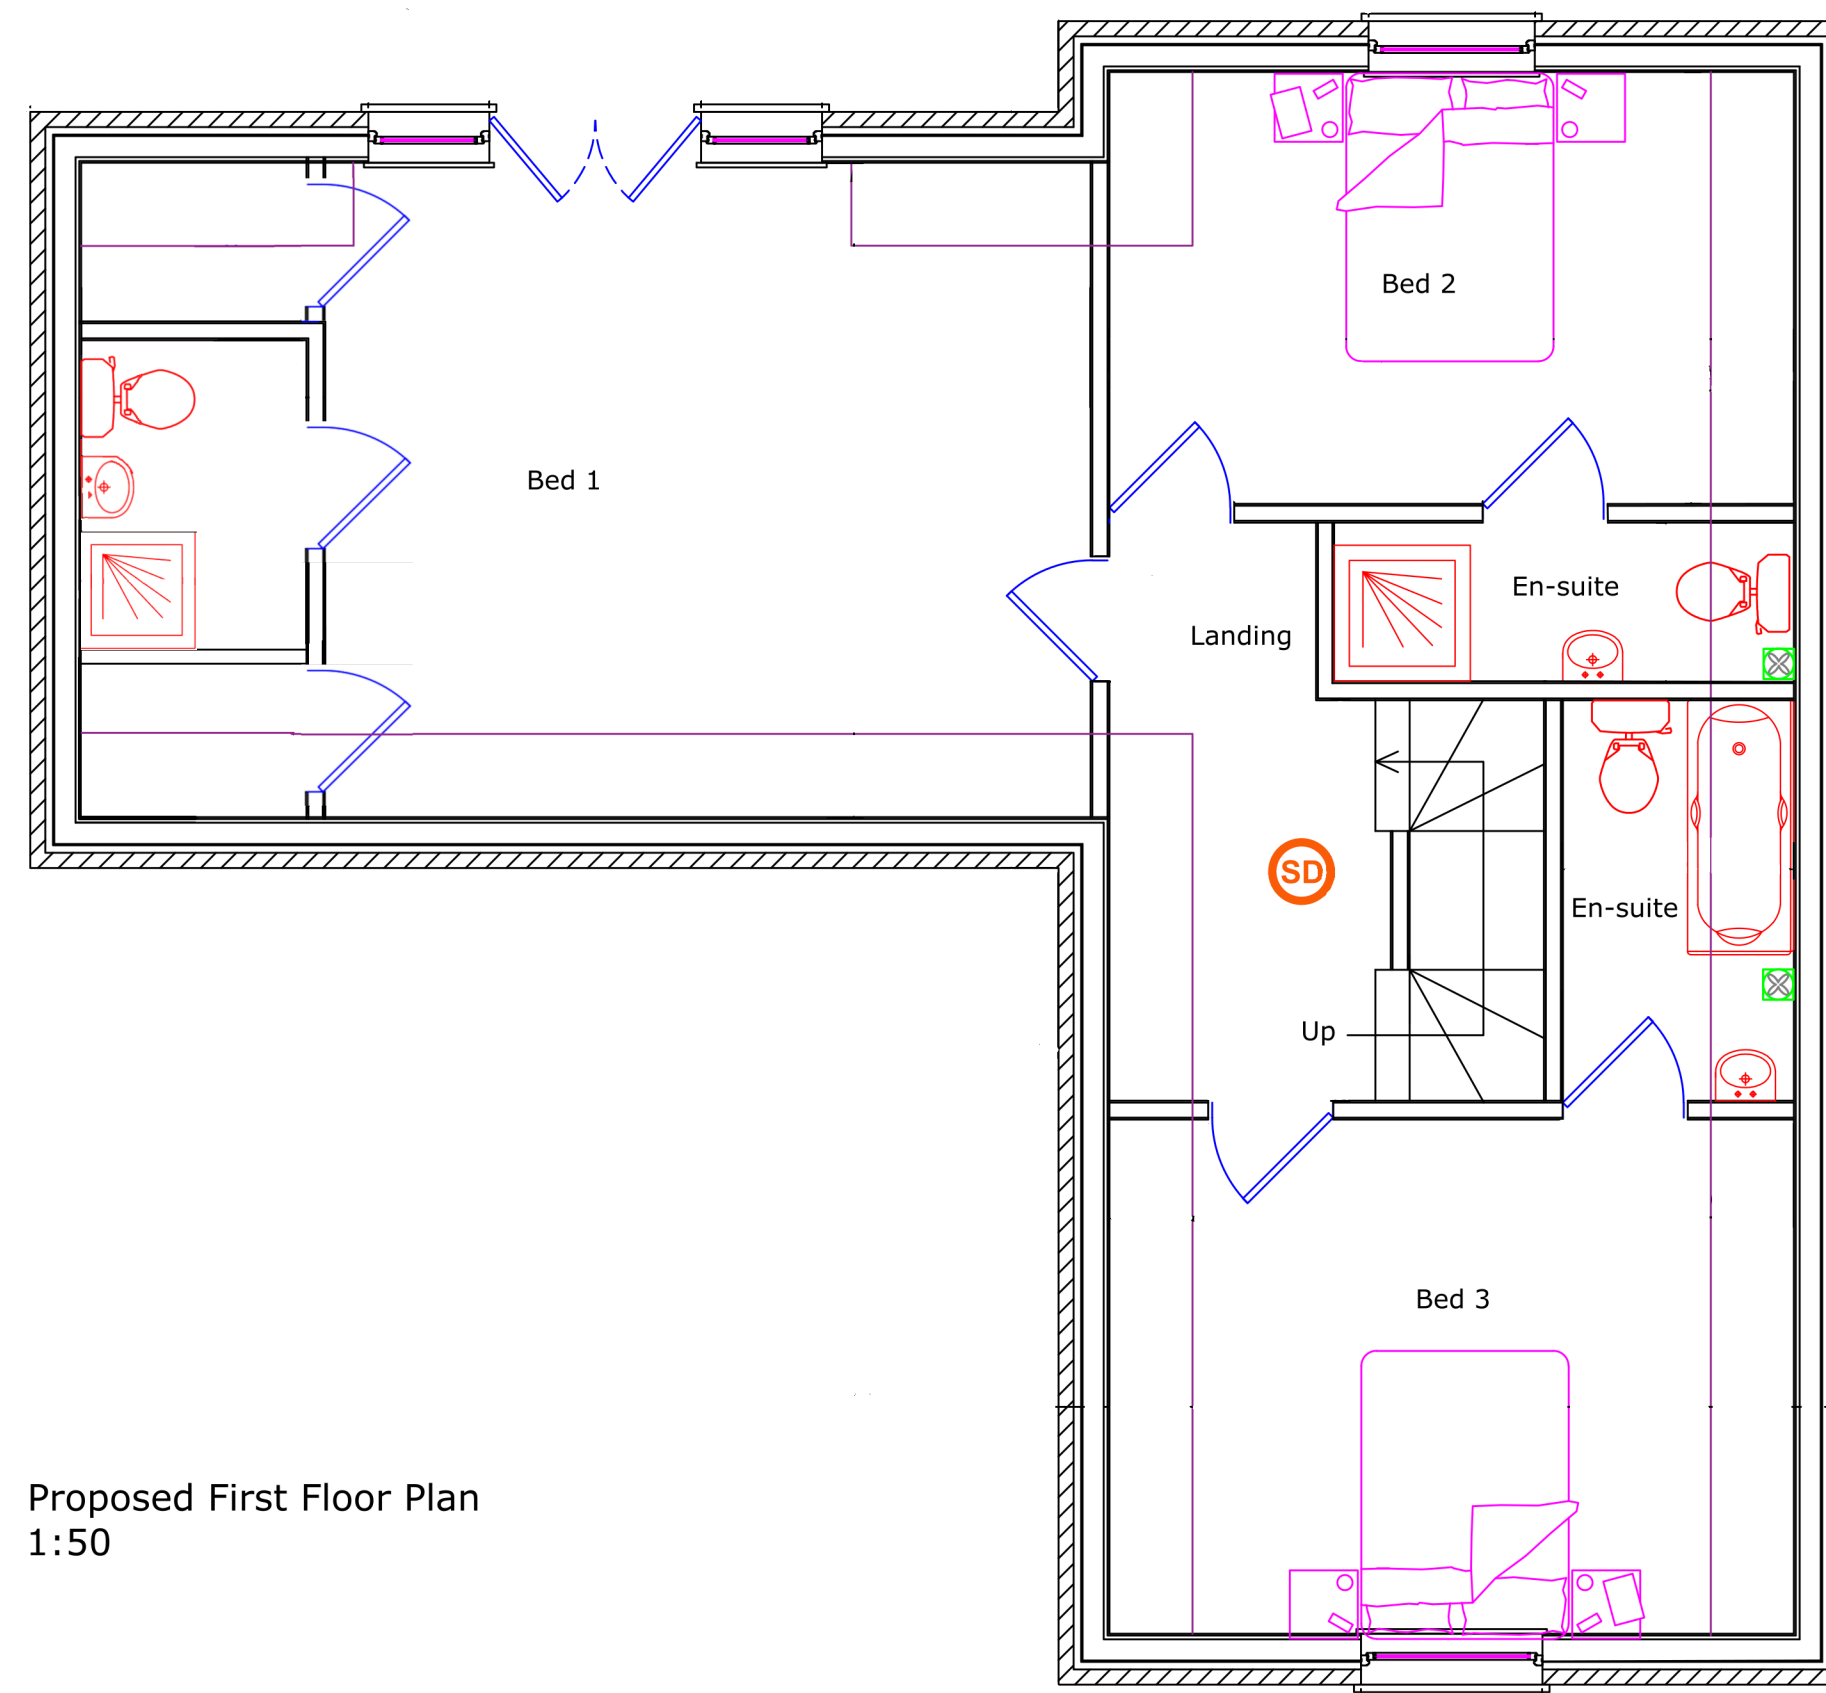 Bed 2
Bed 1
En-suite
Landing
SD
En-suite
Up
Bed 3
Proposed First Floor Plan
1:50